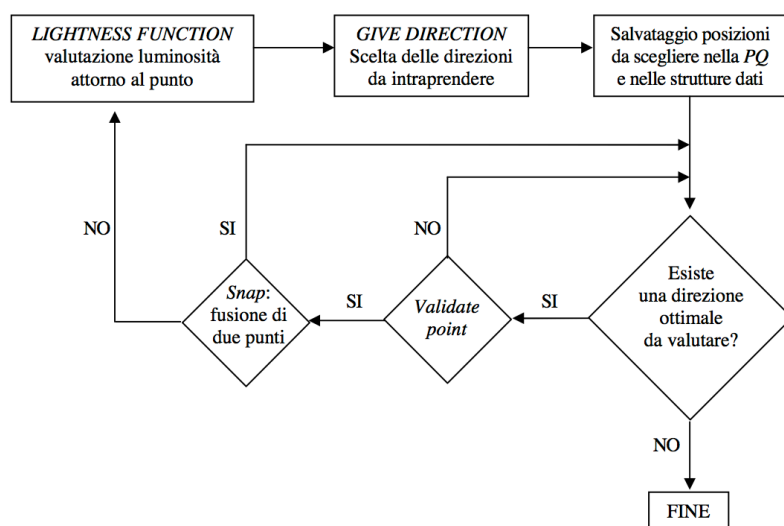 LIGHTNESS FUNCTION
valutazione luminosità
attorno al punto
GIVE DIRECTION
Scelta delle direzioni
da intraprendere
Salvataggio posizioni
da scegliere nella PQ
e nelle strutture dati
NO
SI
NO
Snap:
fusione di
due punti
SI
Validate
point
SI
Esiste
una direzione
ottimale
da valutare?
NO
FINE